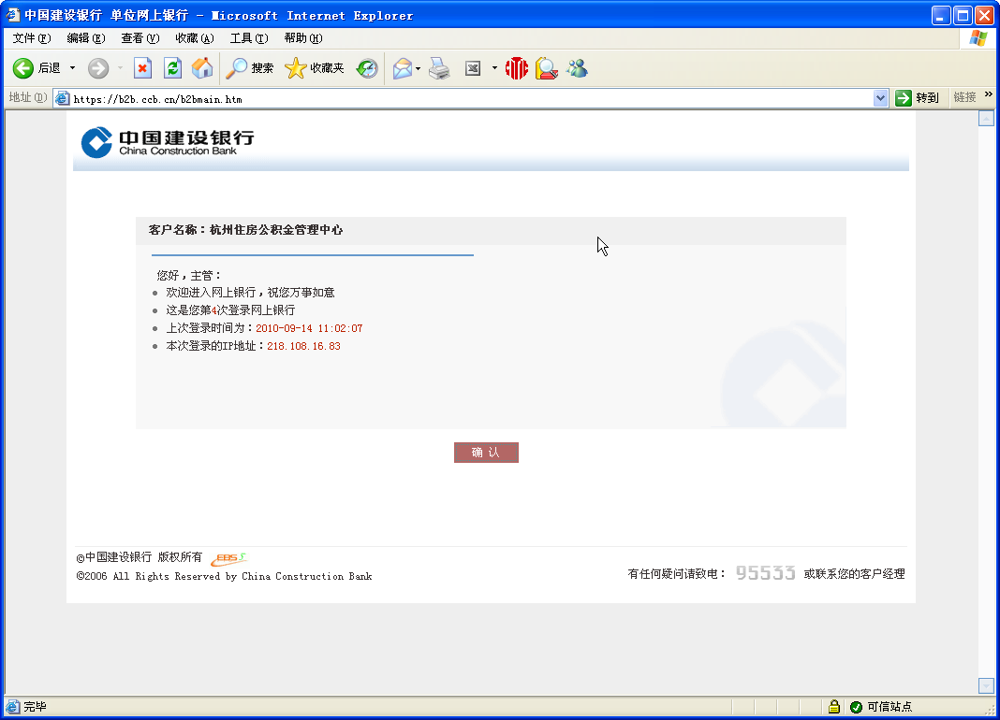 中国建设银行 单位网上银行 - Microsoft Internet Explorer
文件(F) 编辑(E) 查看(V) 收藏(A) 工具(T) 帮助(H)
后退 搜索 收藏夹
地址(D) https://b2b.ccb.cn/b2bmain.htm 转到 链接 »
中国建设银行
China Construction Bank
客户名称：杭州住房公积金管理中心
您好，主管：
欢迎进入网上银行，祝您万事如意
这是您第4次登录网上银行
上次登录时间为：2010-09-14 11:02:07
本次登录的IP地址：218.108.16.83
确 认
©中国建设银行 版权所有 EBS
©2006 All Rights Reserved by China Construction Bank
有任何疑问请致电： 95533 或联系您的客户经理
完毕 可信站点